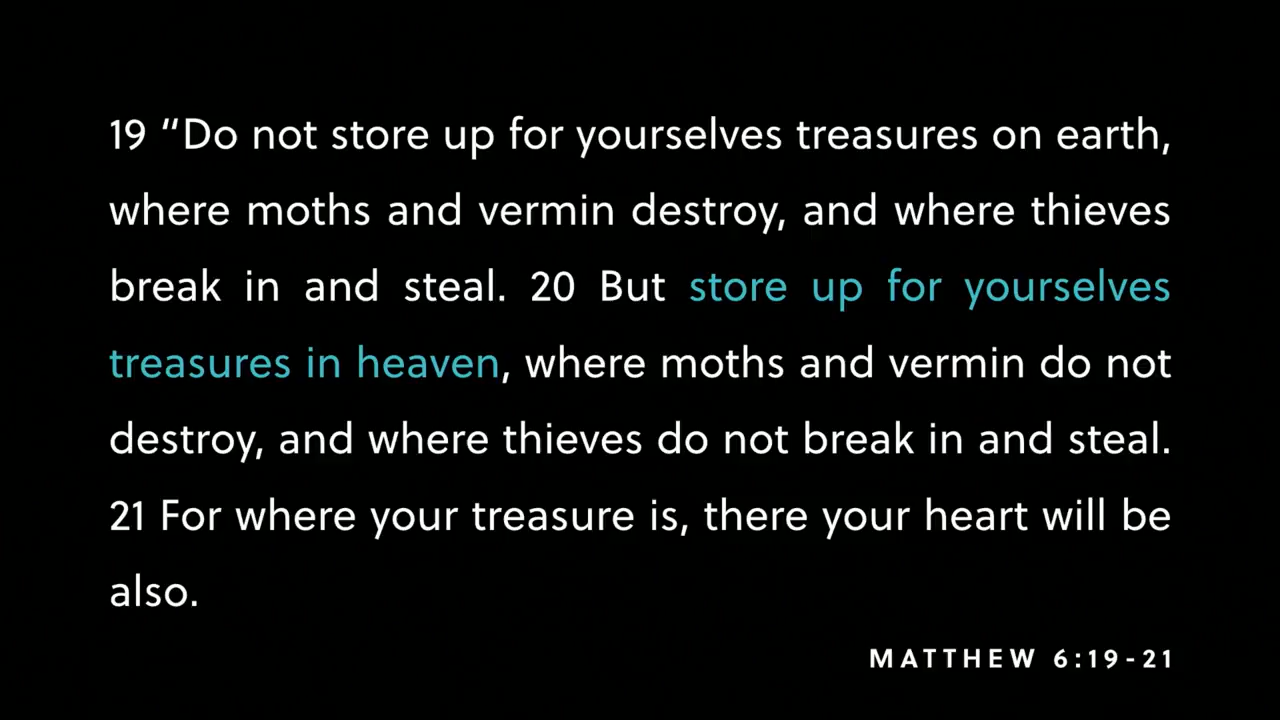 19 “Do not store up for yourselves treasures on earth,
where moths and vermin destroy, and where thieves
break in and steal. 20 But store up for yourselves
treasures in heaven, where moths and vermin do not
destroy, and where thieves do not break in and steal.
21 For where your treasure is, there your heart will be
also.
MATTHEW 6:19-21